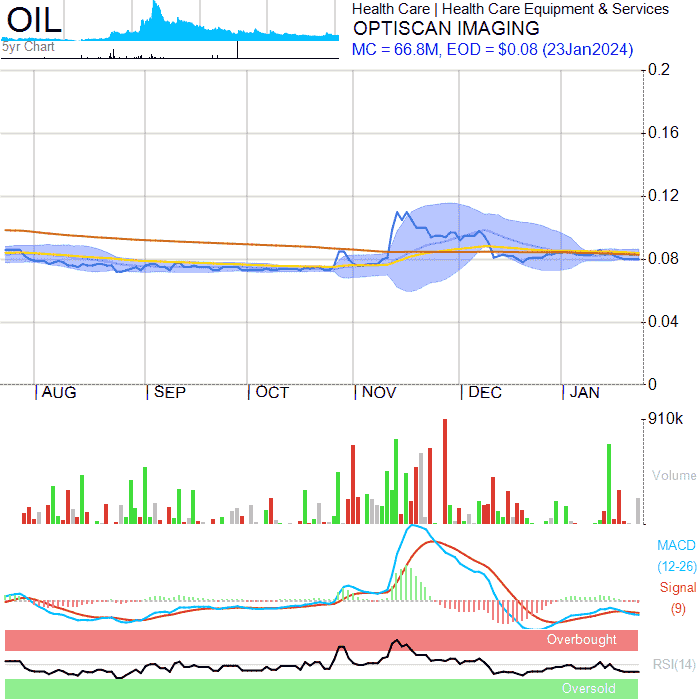 OIL
5yr Chart
Health Care | Health Care Equipment & Services
OPTISCAN IMAGING
MC = 66.8M, EOD = $0.08 (23Jan2024)
0.2
0.16
0.12
0.08
0.04
0
AUG
SEP
OCT
NOV
DEC
JAN
910k
Volume
MACD
(12-26)
Signal
(9)
Overbought
RSI(14)
Oversold